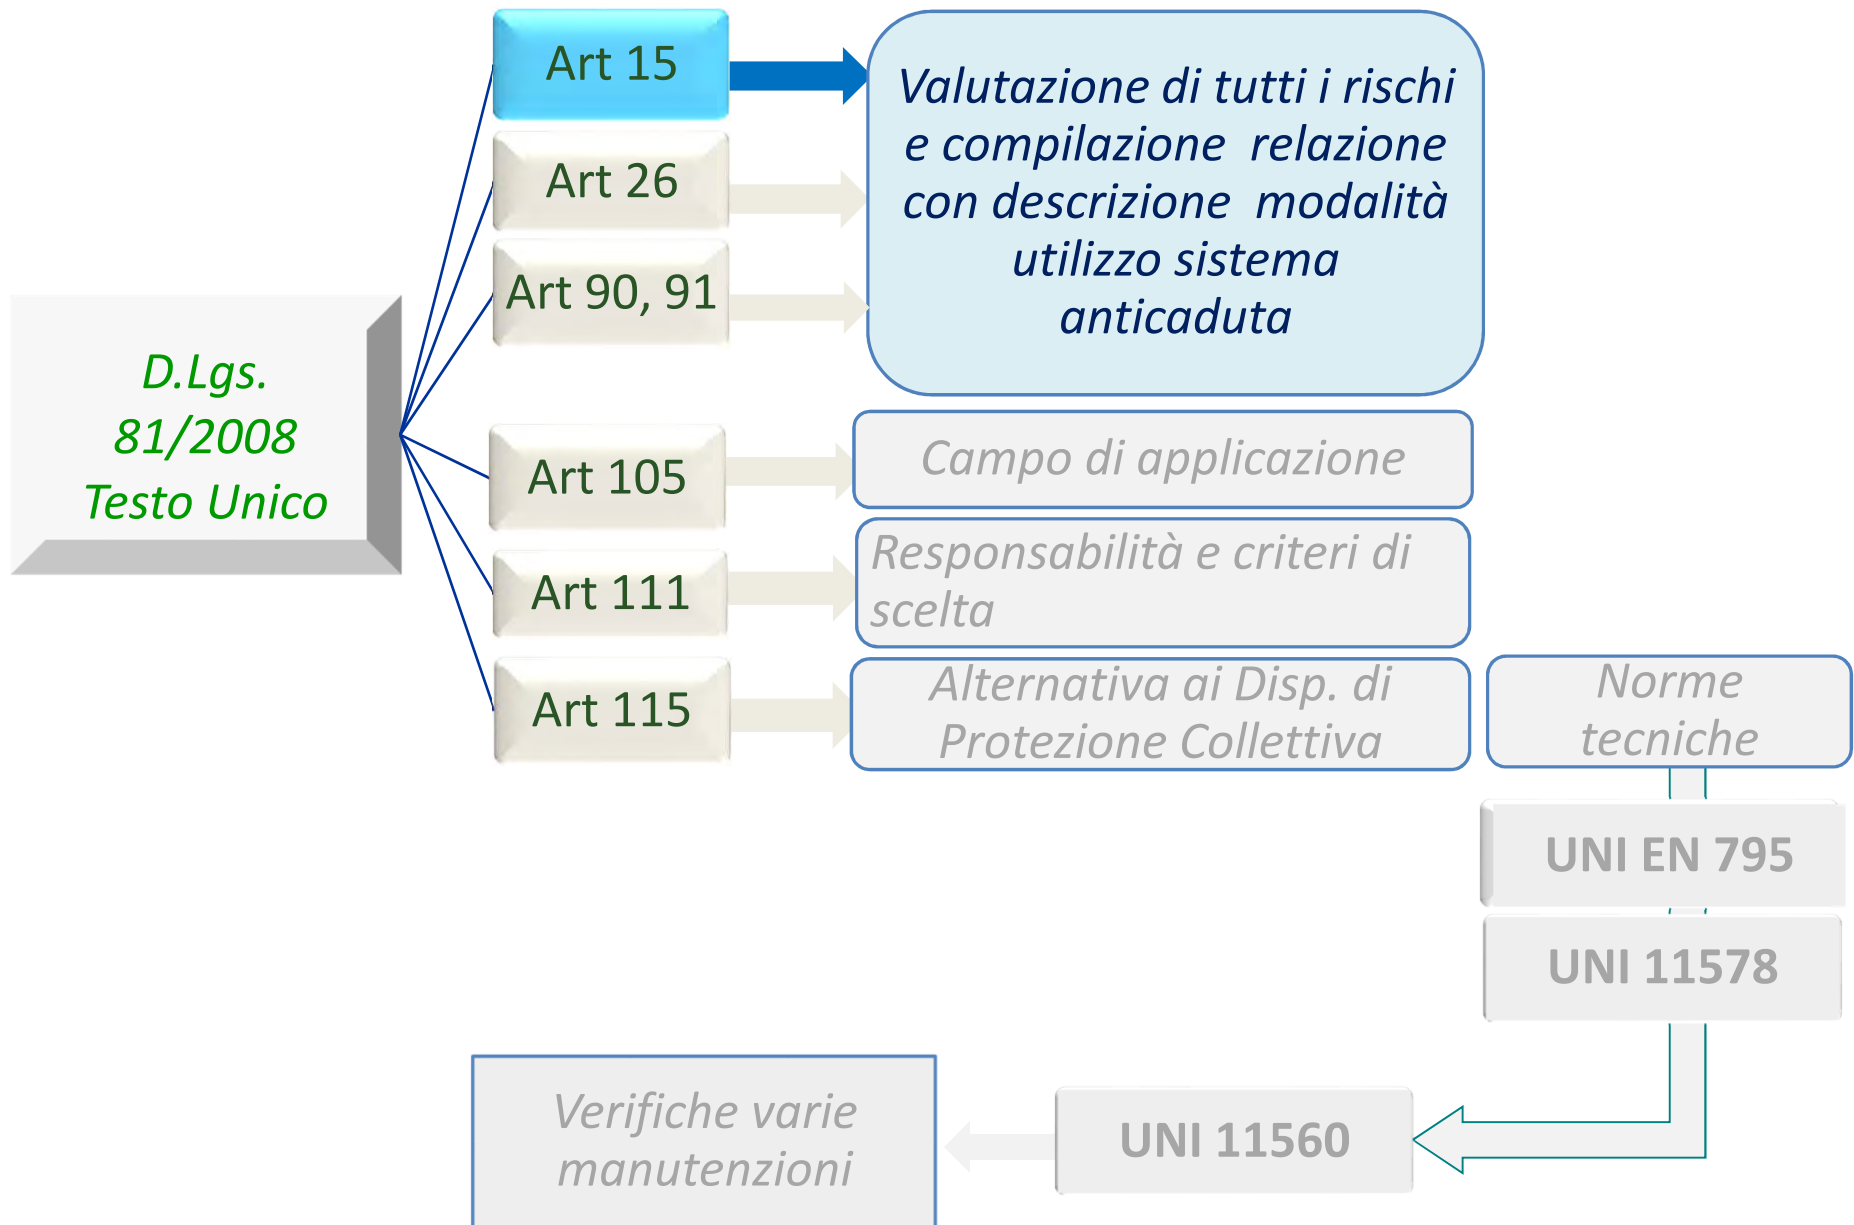 D.Lgs.
81/2008
Testo Unico
Art 15
Valutazione di tutti i rischi
e compilazione relazione
con descrizione modalità
utilizzo sistema
anticaduta
Art 26
Art 90, 91
Art 105
Campo di applicazione
Art 111
Responsabilità e criteri di
scelta
Art 115
Alternativa ai Disp. di
Protezione Collettiva
Norme
tecniche
UNI EN 795
UNI 11578
UNI 11560
Verifiche varie
manutenzioni